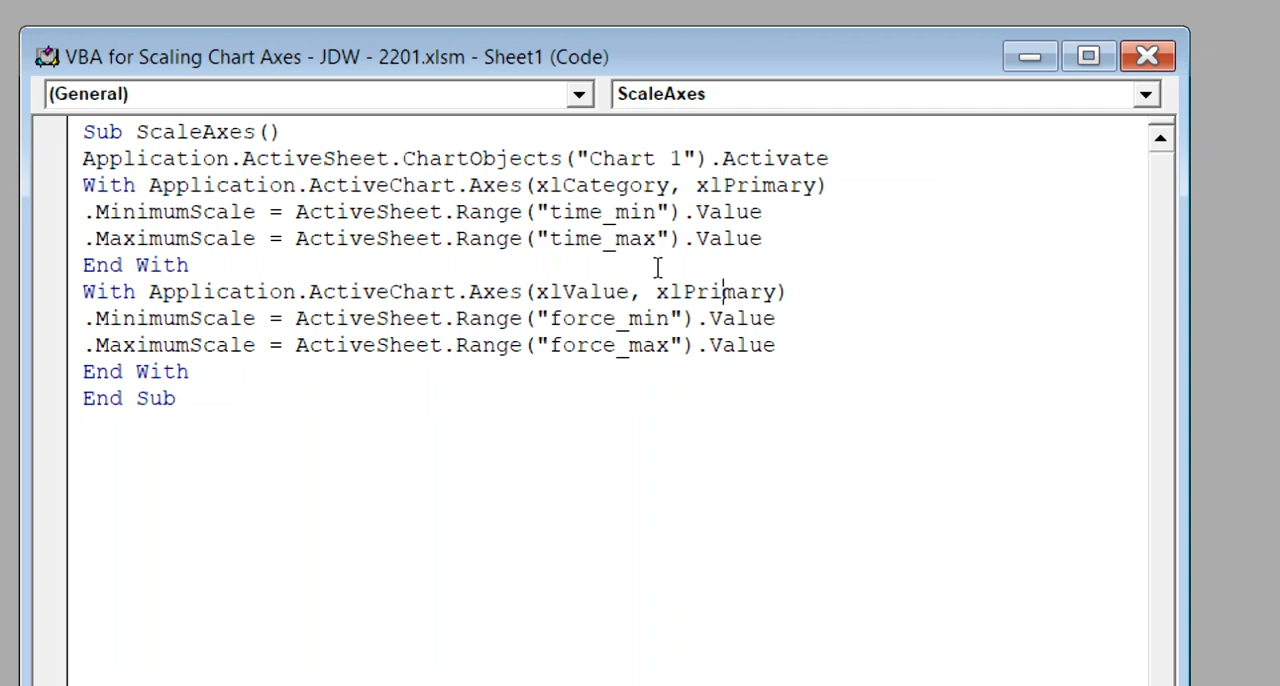 VBA for Scaling Chart Axes - JDW - 2201.xlsm - Sheet1 (Code)
(General) ScaleAxes
Sub ScaleAxes()
Application.ActiveSheet.ChartObjects("Chart 1").Activate
With Application.ActiveChart.Axes(xlCategory, xlPrimary)
.MinimumScale = ActiveSheet.Range("time_min").Value
.MaximumScale = ActiveSheet.Range("time_max").Value
End With
With Application.ActiveChart.Axes(xlValue, xlPrimary)
.MinimumScale = ActiveSheet.Range("force_min").Value
.MaximumScale = ActiveSheet.Range("force_max").Value
End With
End Sub